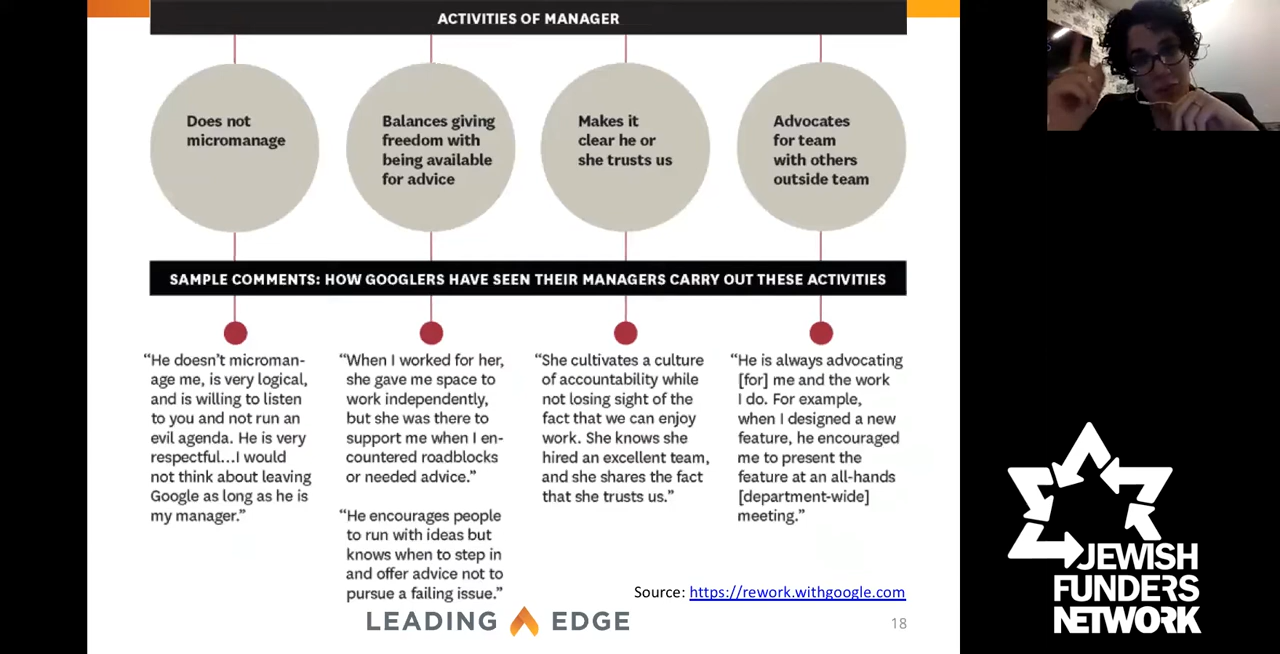 ACTIVITIES OF MANAGER
Does not
micromanage
Balances giving
freedom with
being available
for advice
Makes it
clear he or
she trusts us
Advocates
for team
with others
outside team
SAMPLE COMMENTS: HOW GOOGLERS HAVE SEEN THEIR MANAGERS CARRY OUT THESE ACTIVITIES
“He doesn’t microman-
age me, is very logical,
and is willing to listen
to you and not run an
evil agenda. He is very
respectful...I would
not think about leaving
Google as long as he is
my manager.”
“When I worked for her,
she gave me space to
work independently,
but she was there to
support me when I en-
countered roadblocks
or needed advice.”
“He encourages people
to run with ideas but
knows when to step in
and offer advice not to
pursue a failing issue.”
“She cultivates a culture
of accountability while
not losing sight of the
fact that we can enjoy
work. She knows she
hired an excellent team,
and she shares the fact
that she trusts us.”
“He is always advocating
[for] me and the work
I do. For example,
when I designed a new
feature, he encouraged
me to present the
feature at an all-hands
[department-wide]
meeting.”
Source: https://rework.withgoogle.com
LEADING EDGE
18
JEWISH
FUNDERS
NETWORK